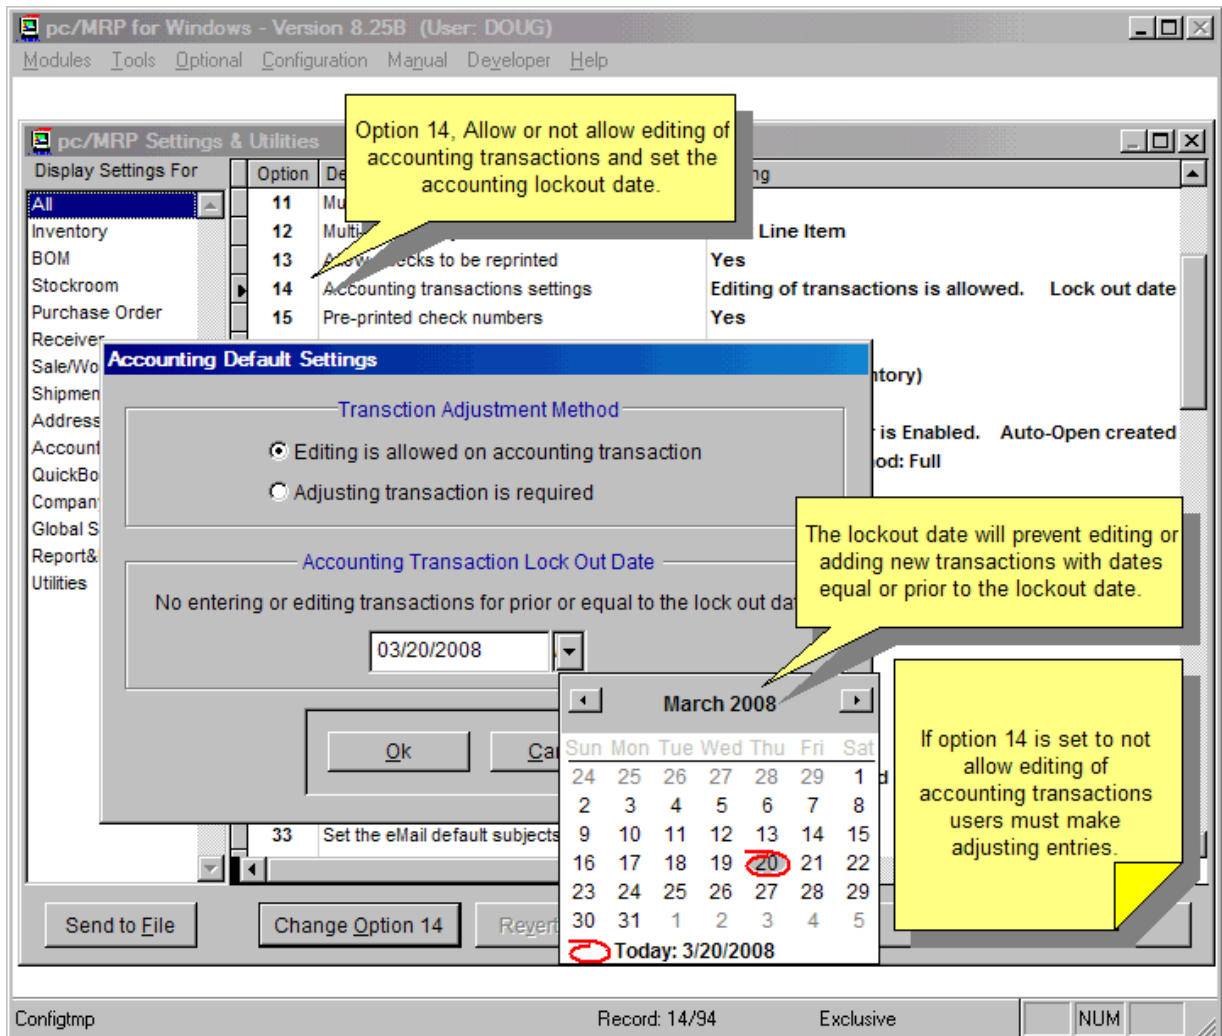 pc/MRP for Windows - Version 8.25B (User: DOUG)
Modules Tools Optional Configuration Manual Developer Help
Option 14, Allow or not allow editing of
accounting transactions and set the
accounting lockout date.
pc/MRP Settings & Utilities
Display Settings For
Option
All
Inventory
BOM
Stockroom
Purchase Order
Receiver
Utilities
11
12 Line Item
13 to be reprinted Yes
14 Accounting transactions settings Editing of transactions is allowed. Lock out date
15 Pre-printed check numbers Yes
is Enabled. Auto-Open created
Full
Accounting Default Settings
Transction Adjustment Method
Editing is allowed on accounting transaction
Adjusting transaction is required
Accounting Transaction Lock Out Date
No entering or editing transactions for prior or equal to the lock out
03/20/2008
Ok
The lockout date will prevent editing or
adding new transactions with dates
equal or prior to the lockout date.
March 2008
Sun Mon Tue Wed Thu Fri Sat
24 25 26 27 28 29 1
2 3 4 5 6 7 8
9 10 11 12 13 14 15
16 17 18 19 20 21 22
23 24 25 26 27 28 29
30 31 1 2 3 4 5
Today: 3/20/2008
If option 14 is set to not
allow editing of
accounting transactions
users must make
adjusting entries.
33 Set the eMail default subjects
Send to File
Change Option 14
Configtmp Record: 14/94 Exclusive NUM